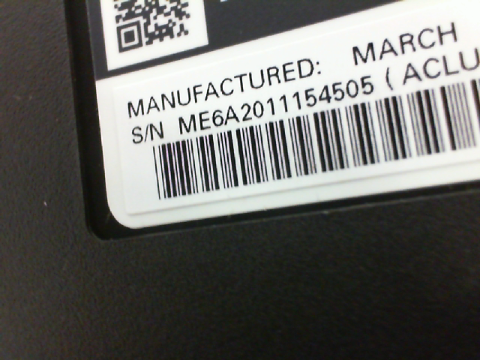 MANUFACTURED: MARCH
S/N ME6A2011154505 ( ACLU